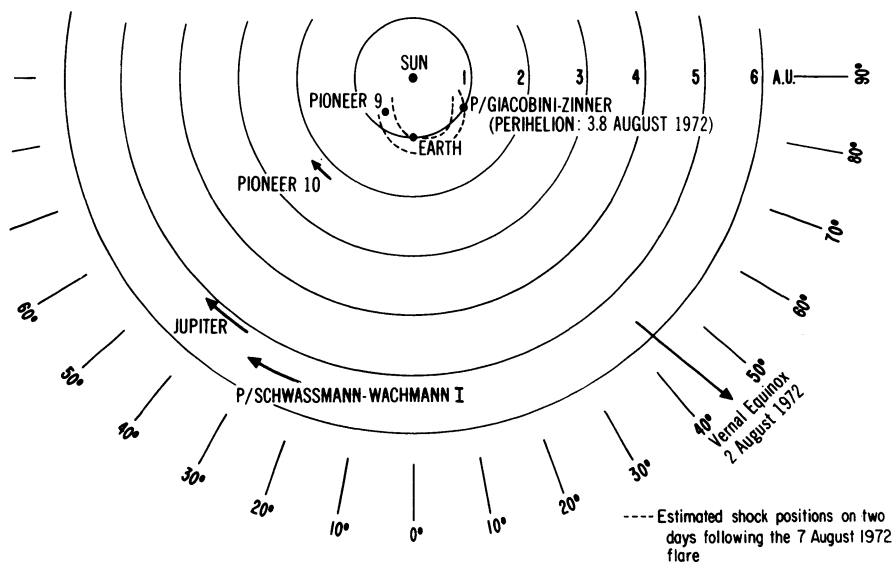 SUN
1 2 3 4 5 6 A.U. 90°
PIONEER 9
P/GIACOBINI-ZINNER
(PERIHELION: 3.8 AUGUST 1972)
EARTH
80°
PIONEER 10
70°
60°
60°
JUPITER
50°
50°
P/SCHWASSMANN-WACHMANN I
Vernal Equinox
2 August 1972
40°
40°
30°
30°
20°
20°
10°
10°
0°
---- Estimated shock positions on two
days following the 7 August 1972
flare